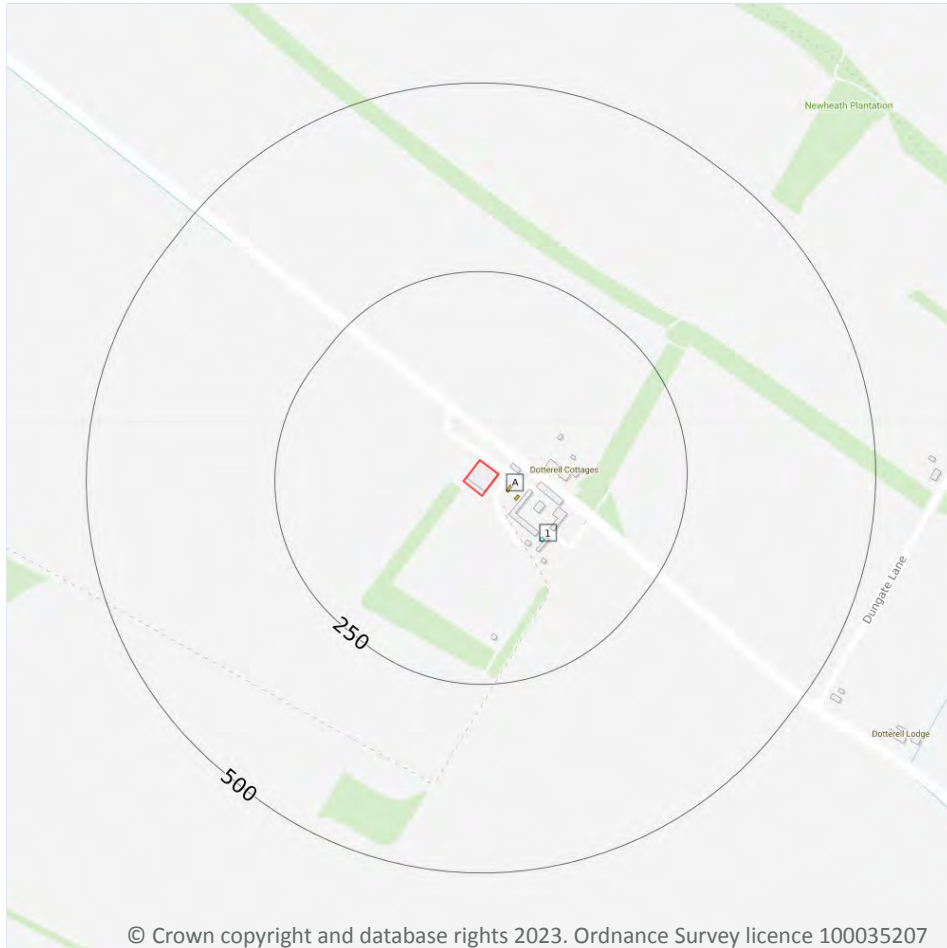 Newheath Plantation
Dotterell Cottages
A
1
Dungate Lane
250
Dotterell Lodge
500
© Crown copyright and database rights 2023. Ordnance Survey licence 100035207